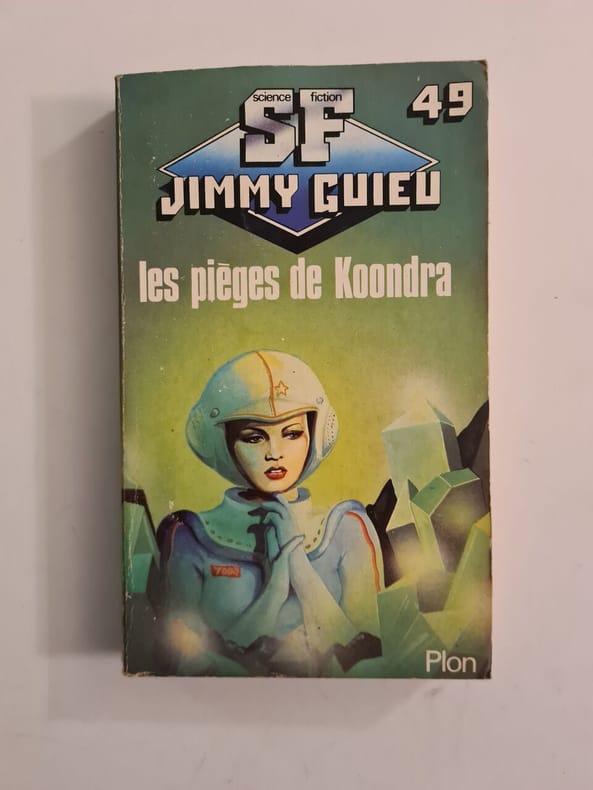 science fiction
SF
49
JIMMY GUIEU
les pièges de Koondra
Plon